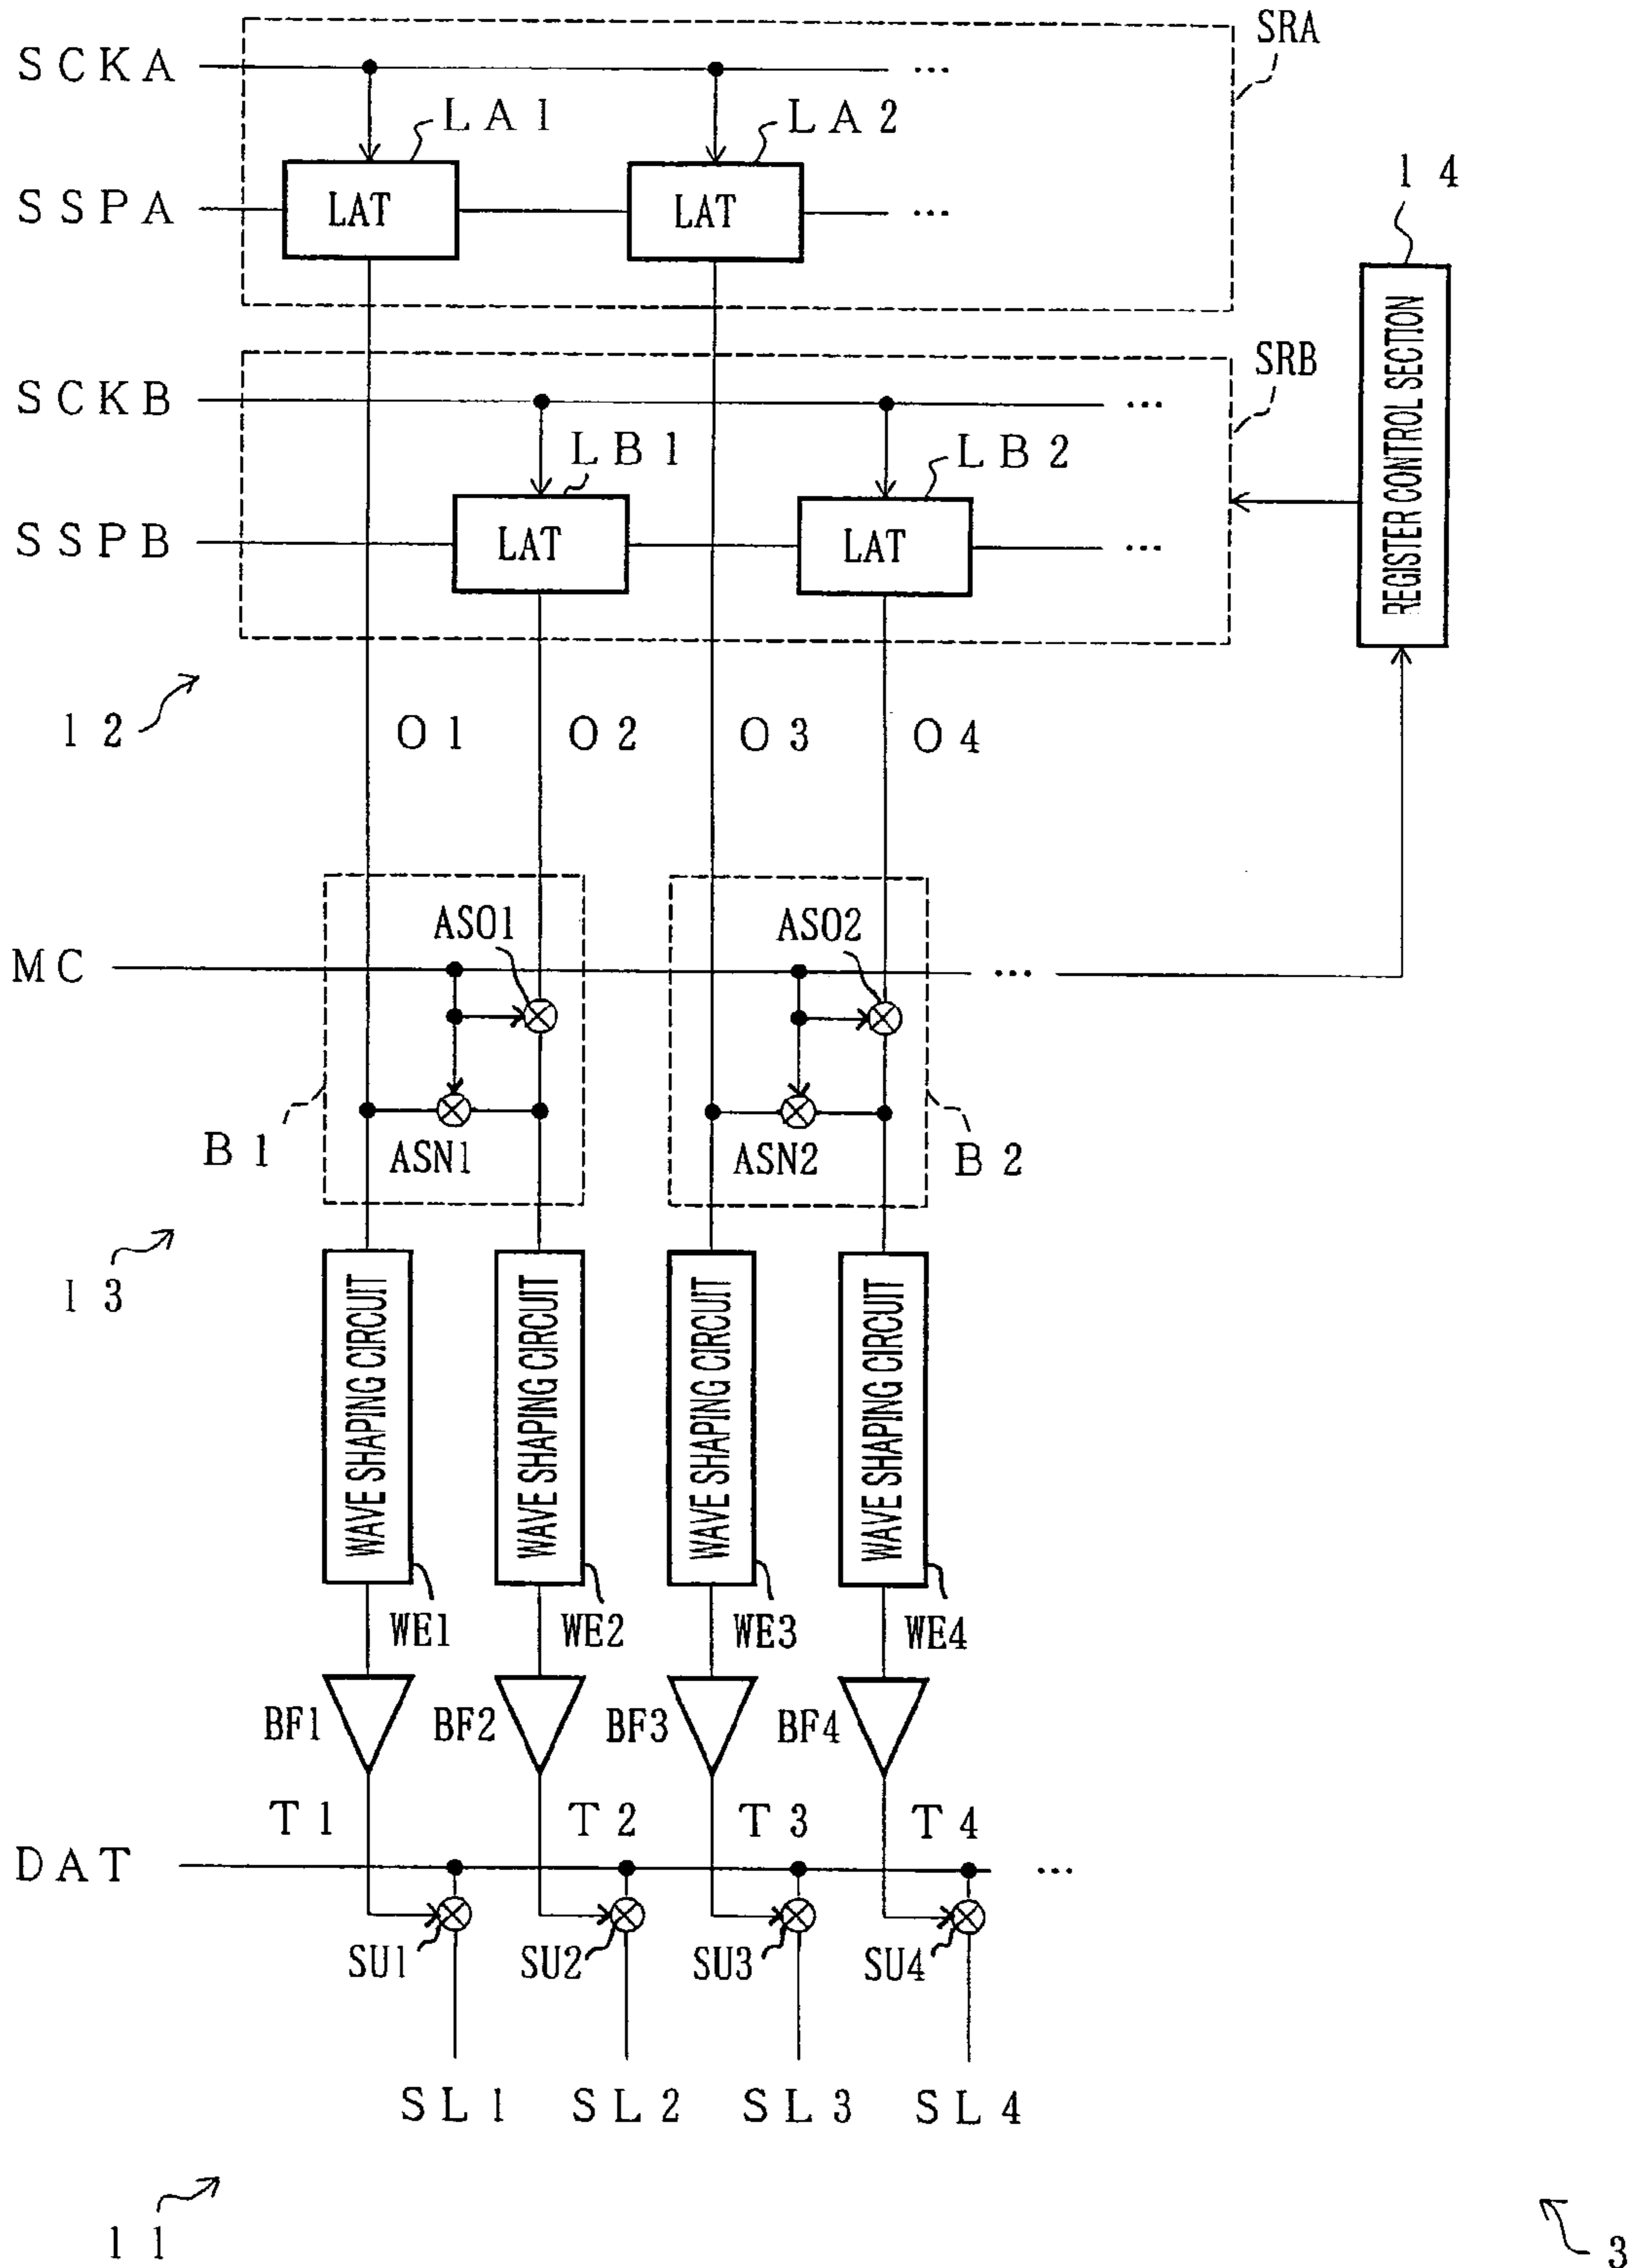 SRA
SCKA ...
LA1 LA2
14
SSPA LAT LAT ...
REGISTER CONTROL SECTION
SRB
SCKB ...
LB1 LB2
SSPB LAT LAT ...
12
O1 O2 O3 O4
ASO1 ASO2
MC ...
B1 ASN1 ASN2 B2
13
WAVE SHAPING CIRCUIT WAVE SHAPING CIRCUIT WAVE SHAPING CIRCUIT WAVE SHAPING CIRCUIT
WE1 WE2 WE3 WE4
BF1 BF2 BF3 BF4
T1 T2 T3 T4
DAT ...
SU1 SU2 SU3 SU4
SL1 SL2 SL3 SL4
11 3